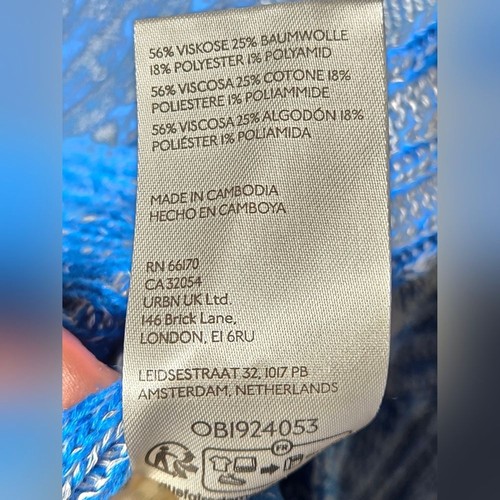 56% VISKOSE 25% BAUMWOLLE
18% POLYESTER 1% POLYAMID
56% VISCOSA 25% COTONE 18%
POLIESTERE 1% POLIAMMIDE
56% VISCOSA 25% ALGODÓN 18%
POLIÉSTER 1% POLIAMIDA
MADE IN CAMBODIA
HECHO EN CAMBOYA
RN 66170
CA 32054
URBN UK Ltd.
146 Brick Lane,
LONDON, E1 6RU
LEIDSESTRAAT 32, 1017 PB
AMSTERDAM, NETHERLANDS
OB1924053
FR